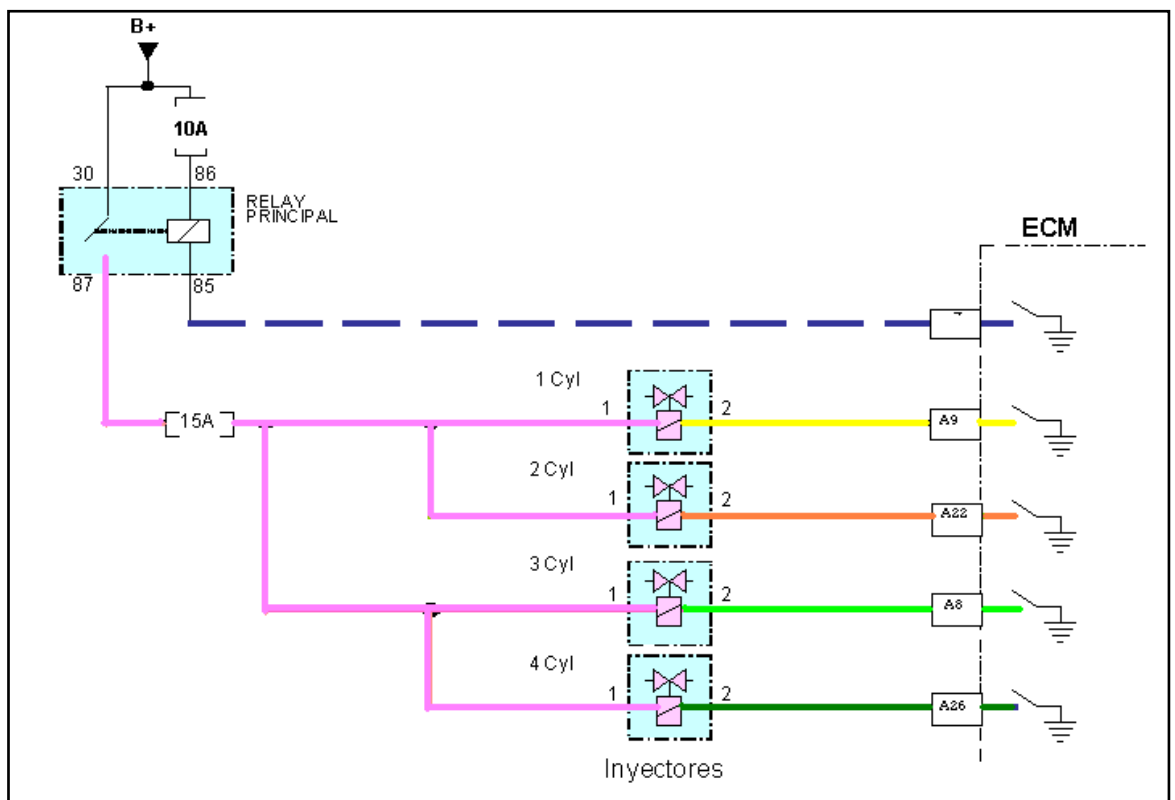 B+
10A
30
86
RELAY
PRINCIPAL
87
85
ECM
1 Cyl
1
2
A9
15A
2 Cyl
1
2
A22
3 Cyl
1
2
A8
4 Cyl
1
2
A26
Inyectores